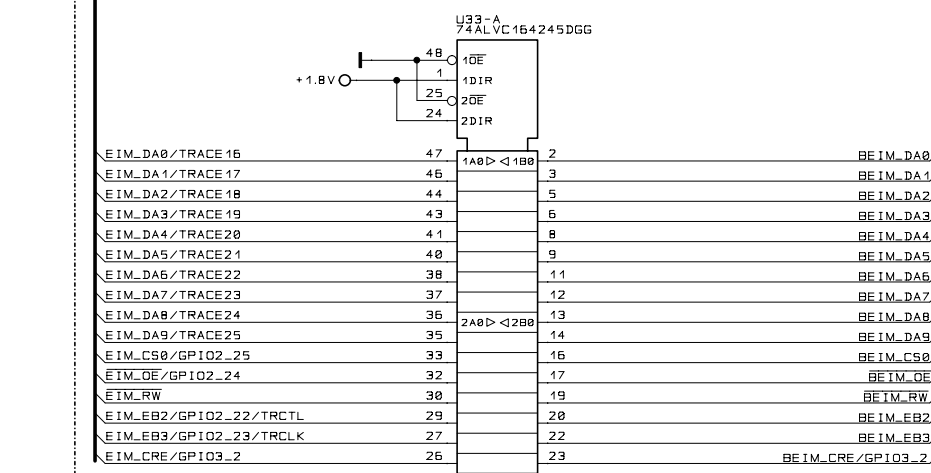 U33-A
74ALVC164245DGG
48 1OE
+1.8V 1 1DIR
25 2OE
24 2DIR
EIM_DA0/TRACE16 47 1A0 1B0 2 BEIM_DA0
EIM_DA1/TRACE17 46 3 BEIM_DA1
EIM_DA2/TRACE18 44 5 BEIM_DA2
EIM_DA3/TRACE19 43 6 BEIM_DA3
EIM_DA4/TRACE20 41 8 BEIM_DA4
EIM_DA5/TRACE21 40 9 BEIM_DA5
EIM_DA6/TRACE22 38 11 BEIM_DA6
EIM_DA7/TRACE23 37 12 BEIM_DA7
EIM_DA8/TRACE24 36 2A0 2B0 13 BEIM_DA8
EIM_DA9/TRACE25 35 14 BEIM_DA9
EIM_CS0/GPIO2_25 33 16 BEIM_CS0
EIM_OE/GPIO2_24 32 17 BEIM_OE
EIM_RW 30 19 BEIM_RW
EIM_EB2/GPIO2_22/TRCTL 29 20 BEIM_EB2
EIM_EB3/GPIO2_23/TRCLK 27 22 BEIM_EB3
EIM_CRE/GPIO3_2 26 23 BEIM_CRE/GPIO3_2